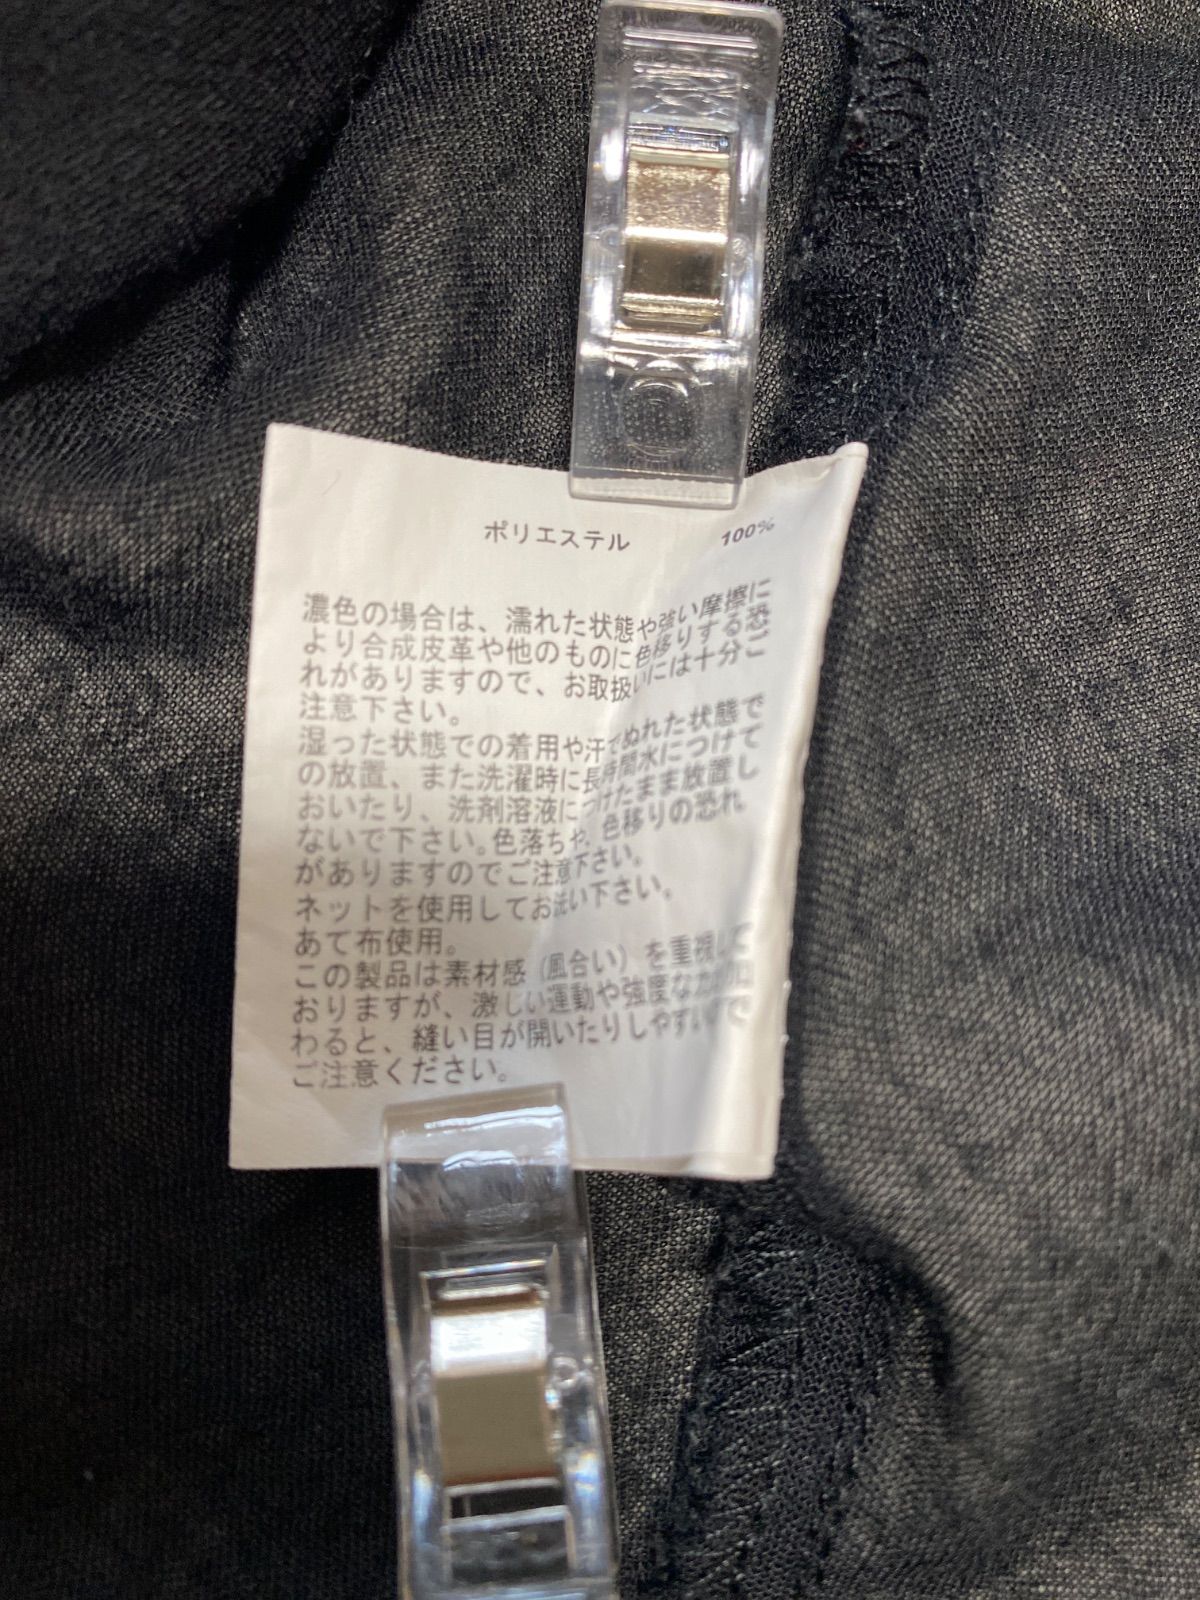 ポリエステル 100%
濃色の場合は、濡れた状態や強い摩擦に
より合成皮革や他のものに色移りする恐
れがありますので、お取扱いには十分ご
注意下さい。
湿った状態での着用や汗でぬれた状態で
の放置、また洗濯時に長時間水につけて
おいたり、洗剤溶液につけたまま放置し
ないで下さい。色落ちや、色移りの恐れ
がありますのでご注意下さい。
ネットを使用してお洗い下さい。
あて布使用。
この製品は素材感（風合い）を重視して
おりますが、激しい運動や強度な力が加
わると、縫い目が開いたりしやすいので
ご注意ください。